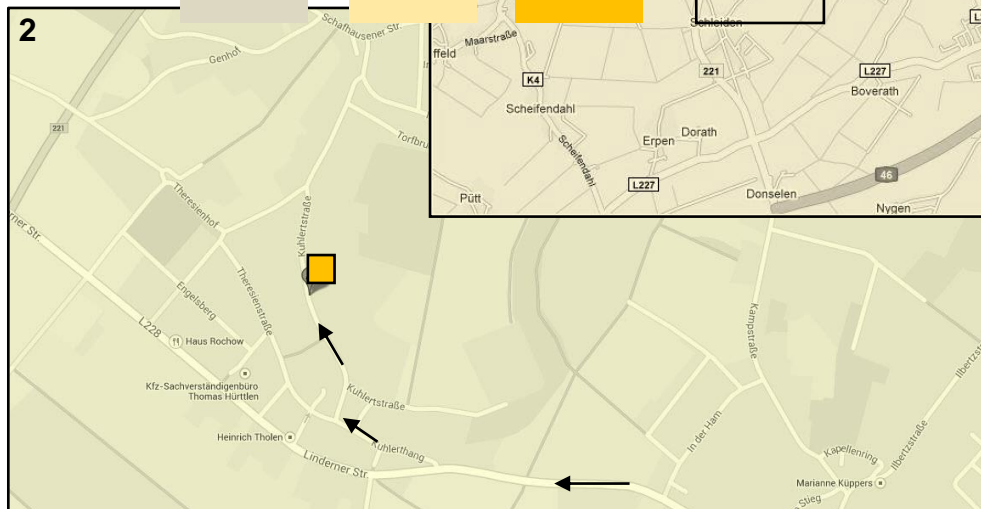 2
Schafhausener Str.
Genhof
221
Torfbru
Theresienhof
Kuhlertstraße
rner Str.
Engelsberg
Theresienstraße
L228
Haus Rochow
Kfz-Sachverständigenbüro
Thomas Hürttlen
Kuhlertstraße
Heinrich Tholen
Kuhlerthang
Linderner Str.
In der Ham
Kampstraße
Ilbertzstra
Ilbertzstraße
Kapellenring
Marianne Küppers
Stieg
Schleiden
Maarstraße
ffeld
K4
221
L227
Boverath
Scheifendahl
Scheifendahl
Erpen
Dorath
L227
46
Pütt
Donselen
Nygen